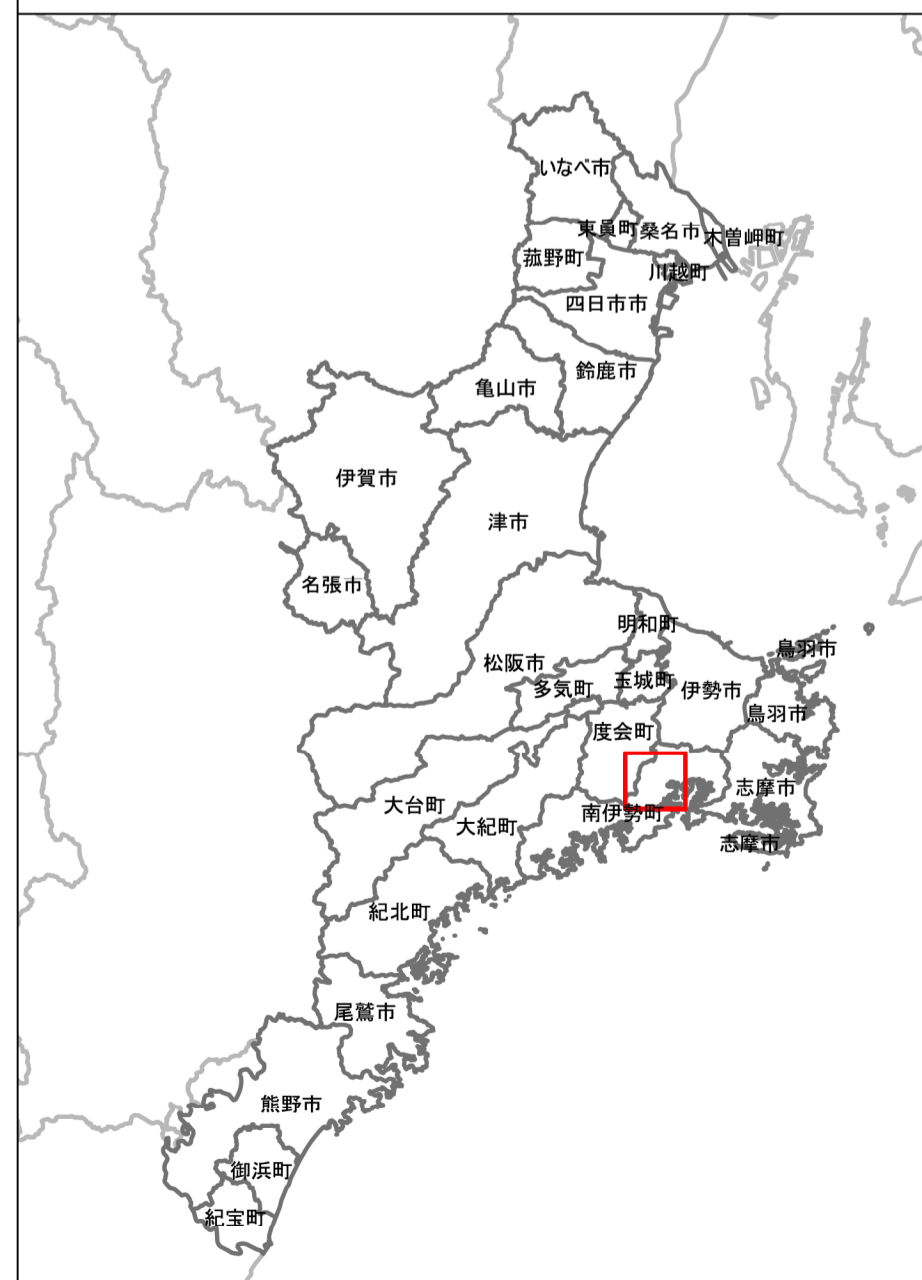 いなべ市
東員町
桑名市
木曽岬町
菰野町
川越町
四日市市
鈴鹿市
亀山市
伊賀市
津市
名張市
明和町
鳥羽市
松阪市
多気町
玉城町
伊勢市
鳥羽市
度会町
志摩市
大台町
南伊勢町
大紀町
志摩市
紀北町
尾鷲市
熊野市
御浜町
紀宝町